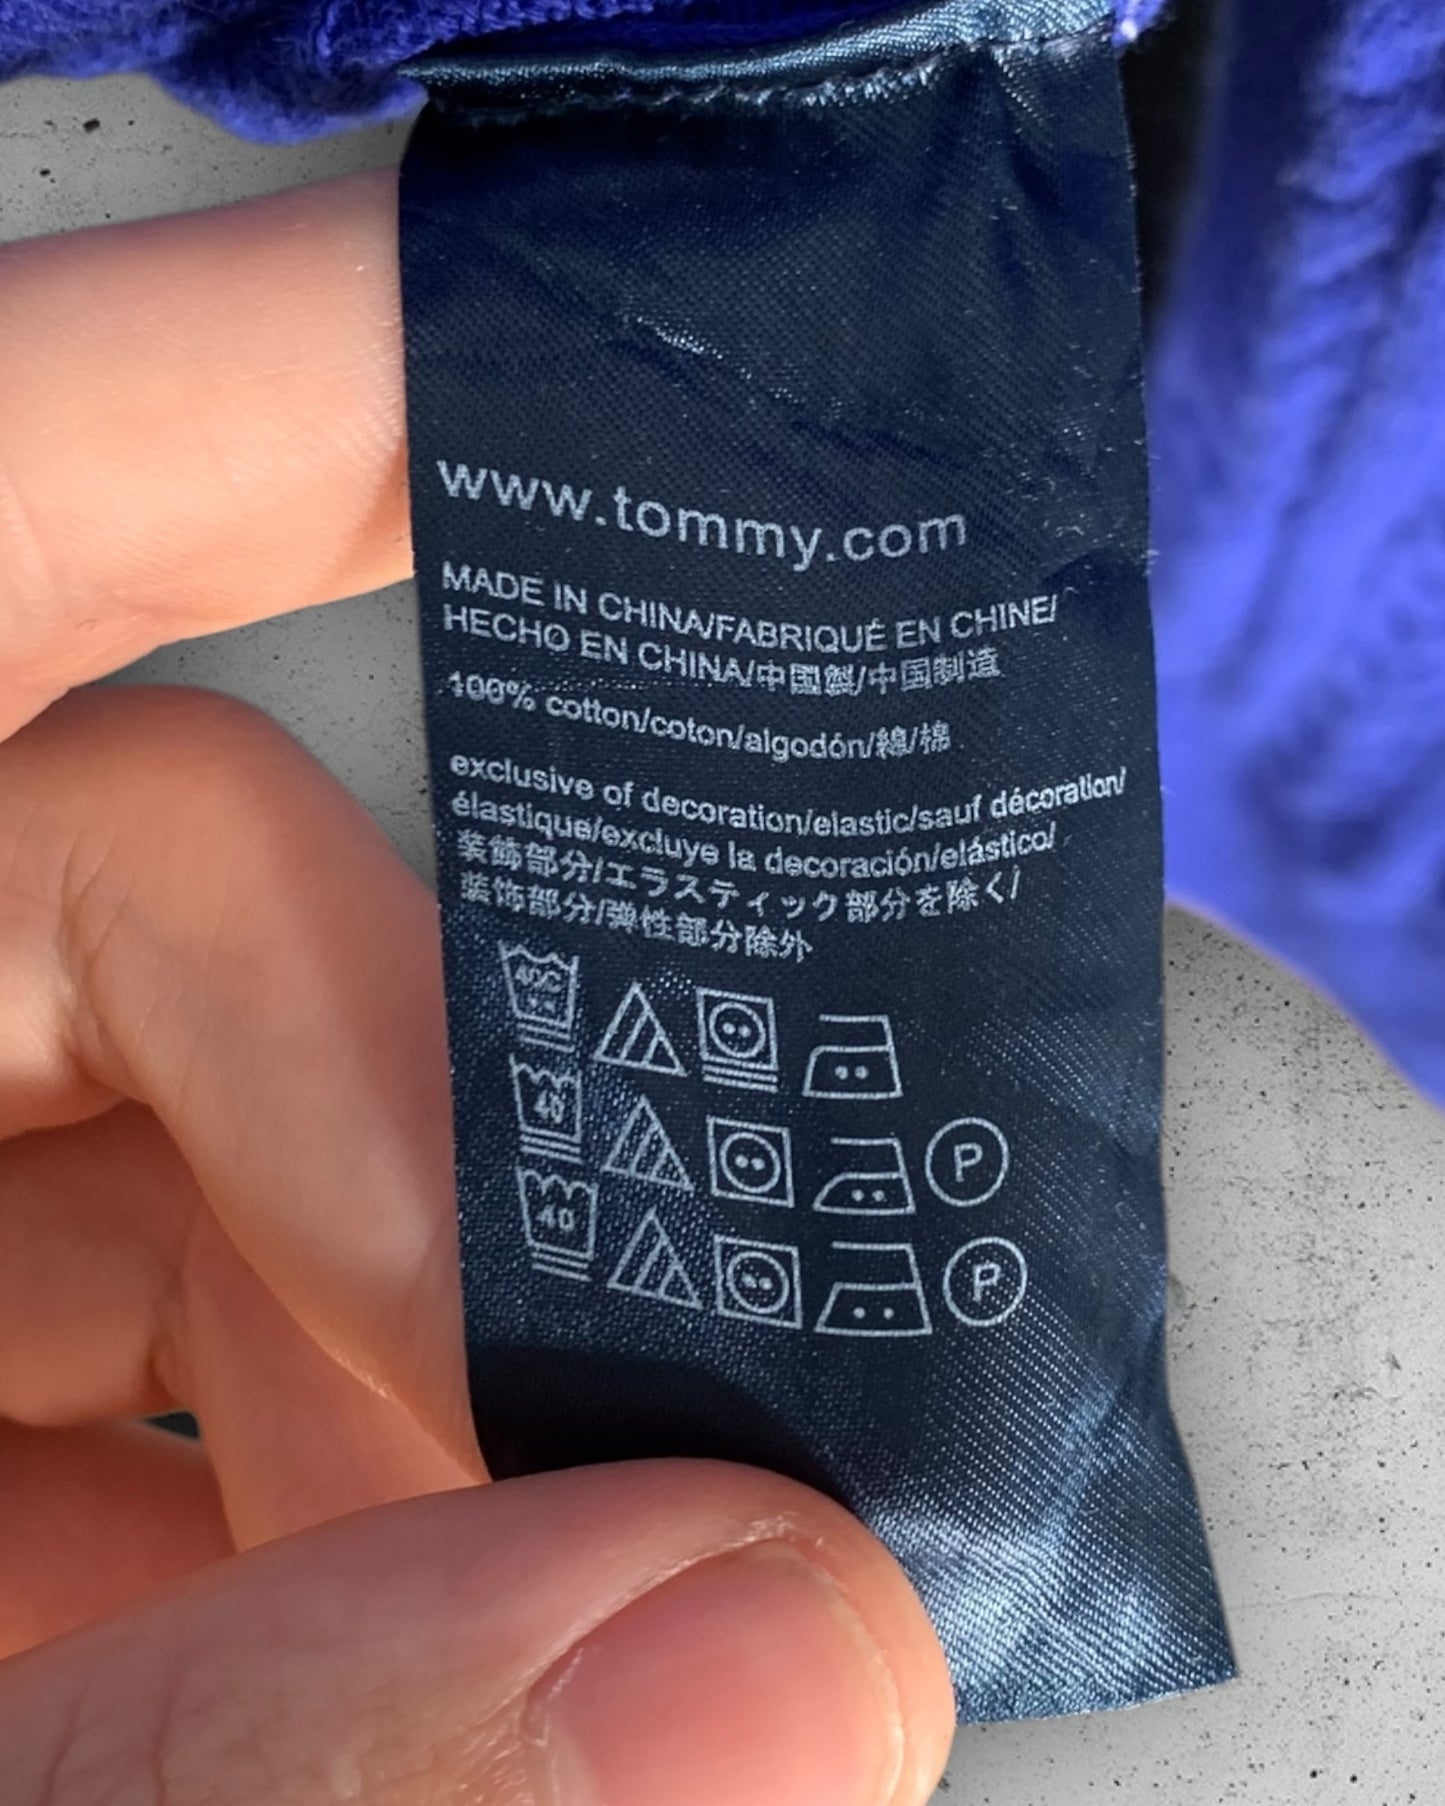 www.tommy.com
MADE IN CHINA/FABRIQUÉ EN CHINE/
HECHO EN CHINA/中国製/中国制造
100% cotton/coton/algodón/綿/棉
exclusive of decoration/elastic/sauf décoration/
élastique/excluye la decoración/elástico/
装飾部分/エラスティック部分を除く/
装饰部分/弹性部分除外
40C
40 P
40 P